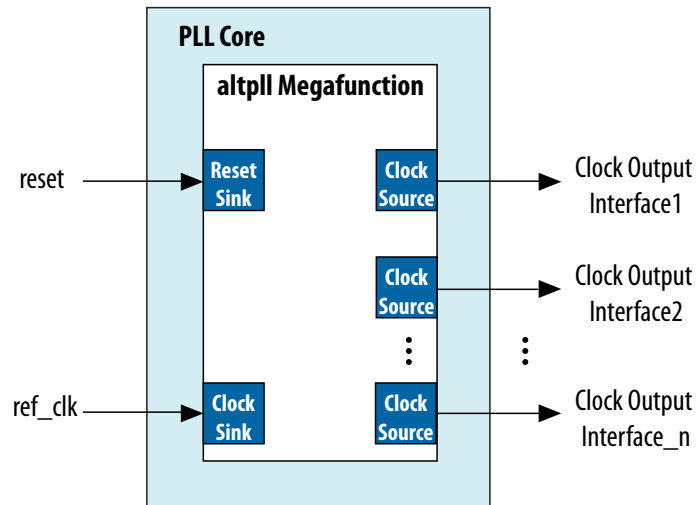 PLL Core
altpll Megafunction
reset
Reset
Sink
Clock
Source
Clock Output
Interface1
Clock
Source
Clock Output
Interface2
ref_clk
Clock
Sink
Clock
Source
Clock Output
Interface_n